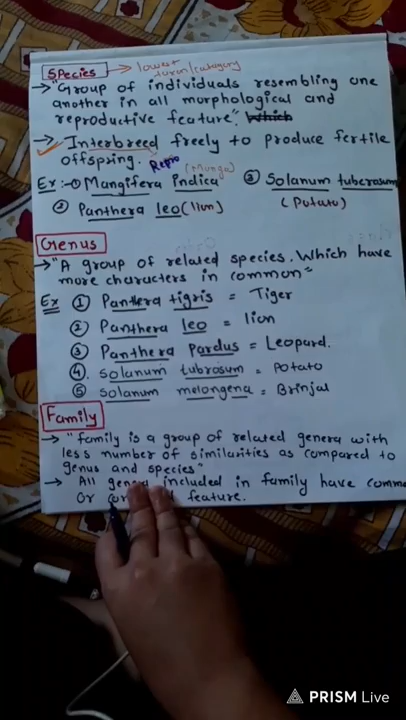 Species → lowest
taxon/category
→ "Group of individuals resembling one
another in all morphological and
reproductive feature". Which
→ Interbreed freely to produce fertile
offspring. Repro
(Mango)
Ex :- ① Mangifera indica ③ Solanum tuberosum
② Panthera leo (lion) (Potato)
Genus
→ "A group of related species. Which have
more characters in common"
Ex ① Panthera tigris = Tiger
② Panthera leo = lion
③ Panthera Pardus = Leopard.
④. solanum tubrosum = Potato
⑤ solanum melongena = Brinjal
Family
→ "family is a group of related genera with
less number of similarities as compared to
genus and species"
→ All genera included in family have comm
Or feature.
PRISM Live